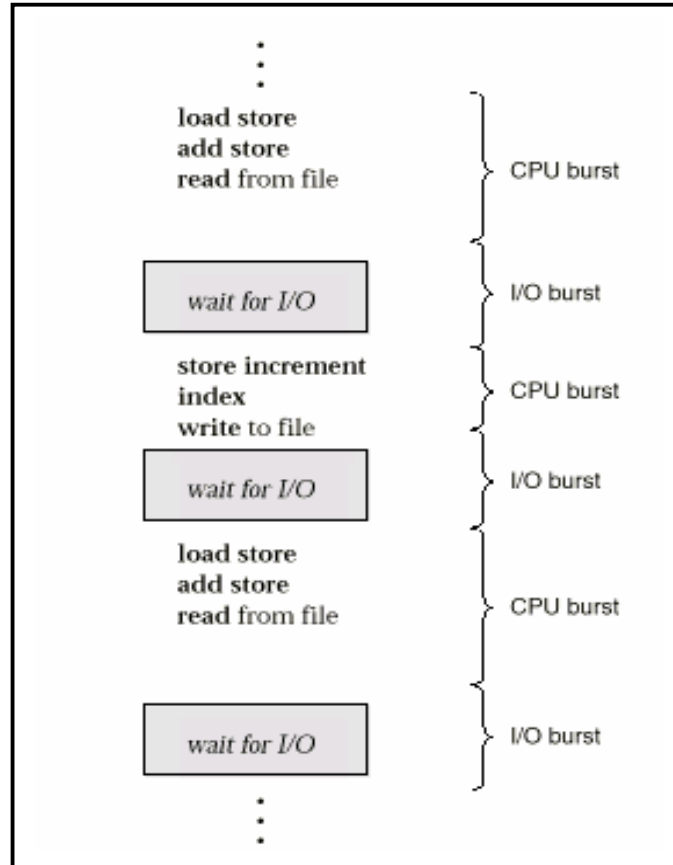 load store
add store
read from file
CPU burst
wait for I/O
I/O burst
store increment
index
write to file
CPU burst
wait for I/O
I/O burst
load store
add store
read from file
CPU burst
wait for I/O
I/O burst